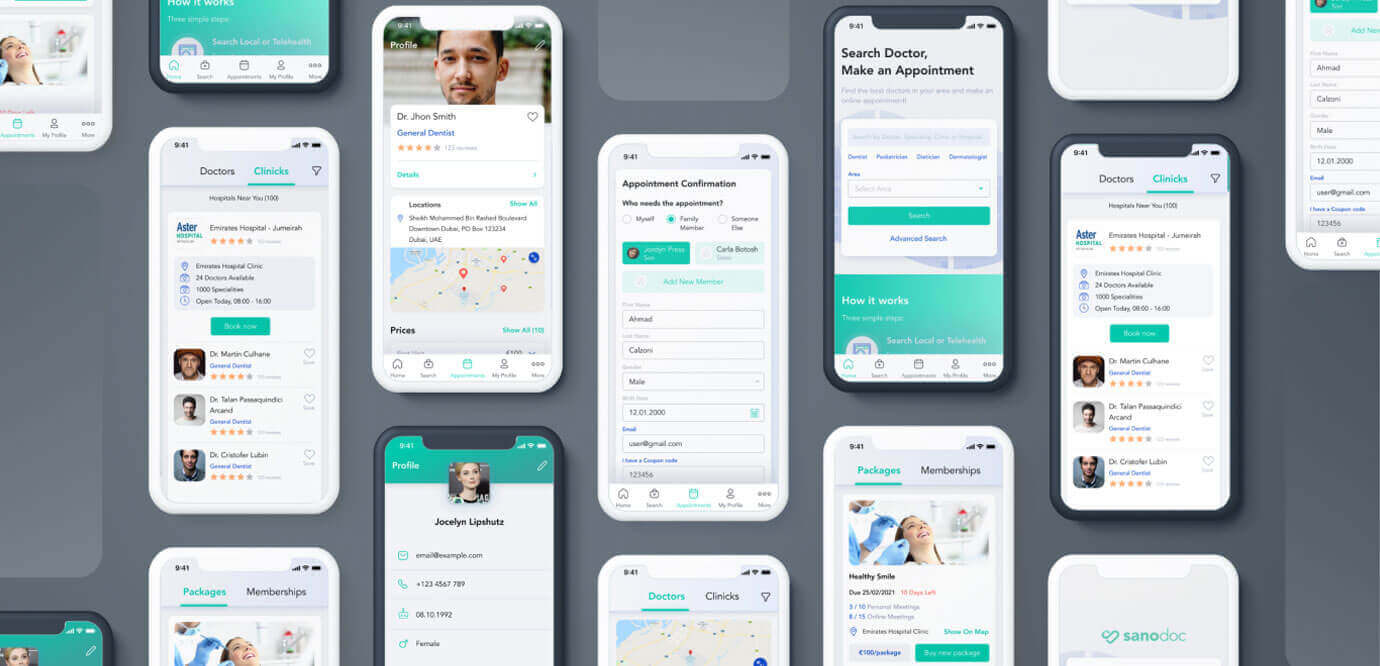 How it works
Three simple steps:
Search Local or Telehealth
Home
Search
Appointments
My Profile
More
Appointments
My Profile
More
9:41
Doctors
Clinicks
Hospitals Near You (100)
Aster
HOSPITAL
Emirates Hospital - Jumeirah
Emirates Hospital Clinic
24 Doctors Available
1000 Specialities
Open Today, 08:00 - 16:00
Book now
Dr. Martin Culhane
General Dentist
Save
Dr. Talan Passaquindici
Arcand
General Dentist
Save
Dr. Cristofer Lubin
General Dentist
Save
9:41
Packages
Memberships
9:41
Profile
Dr. Jhon Smith
General Dentist
123 reviews
Details
Locations
Show All
Sheikh Mohammed Bin Rashed Boulevard
Downtown Dubai, PO Box 123234
Dubai, UAE
Prices
Show All (10)
First Visit
€100
Home
Search
Appointments
My Profile
More
9:41
Profile
Jocelyn Lipshutz
email@example.com
+123 4567 789
08.10.1992
Female
9:41
Appointment Confirmation
Who needs the appointment?
Myself
Family
Member
Someone
Else
Jocelyn Press
Son
Carla Botosh
Add New Member
First Name
Ahmad
Last Name
Calzoni
Gender
Male
Birth Date
12.01.2000
Email
user@gmail.com
I have a Coupon code
123456
Home
Search
Appointments
My Profile
More
9:41
Doctors
Clinicks
9:41
Search Doctor,
Make an Appointment
Find the best doctors in your area and make an
online appointment!
Search by Doctor, Speciality, Clinic or Hospital
Dentist
Pediatrician
Dietician
Dermatologist
Area
Select Area
Search
Advanced Search
How it works
Three simple steps:
Search Local or Telehealth
Home
Search
Appointments
My Profile
More
9:41
Packages
Memberships
Healthy Smile
Due 25/02/2021
10 Days Left
3 / 10 Personal Meetings
8 / 15 Online Meetings
Emirates Hospital Clinic
Show On Map
€100/package
Buy new package
9:41
Doctors
Clinicks
Hospitals Near You (100)
Aster
HOSPITAL
Emirates Hospital - Jumeirah
Emirates Hospital Clinic
24 Doctors Available
1000 Specialities
Open Today, 08:00 - 16:00
Book now
Dr. Martin Culhane
General Dentist
Save
Dr. Talan Passaquindici
Arcand
General Dentist
Save
Dr. Cristofer Lubin
General Dentist
Save
9:41
sanodoc
Son
Add New
First Name
Ahmad
Last Name
Calzoni
Gender
Male
Birth Date
12.01.2000
Email
user@gmail.com
I have a Coupon code
123456
Home
Search